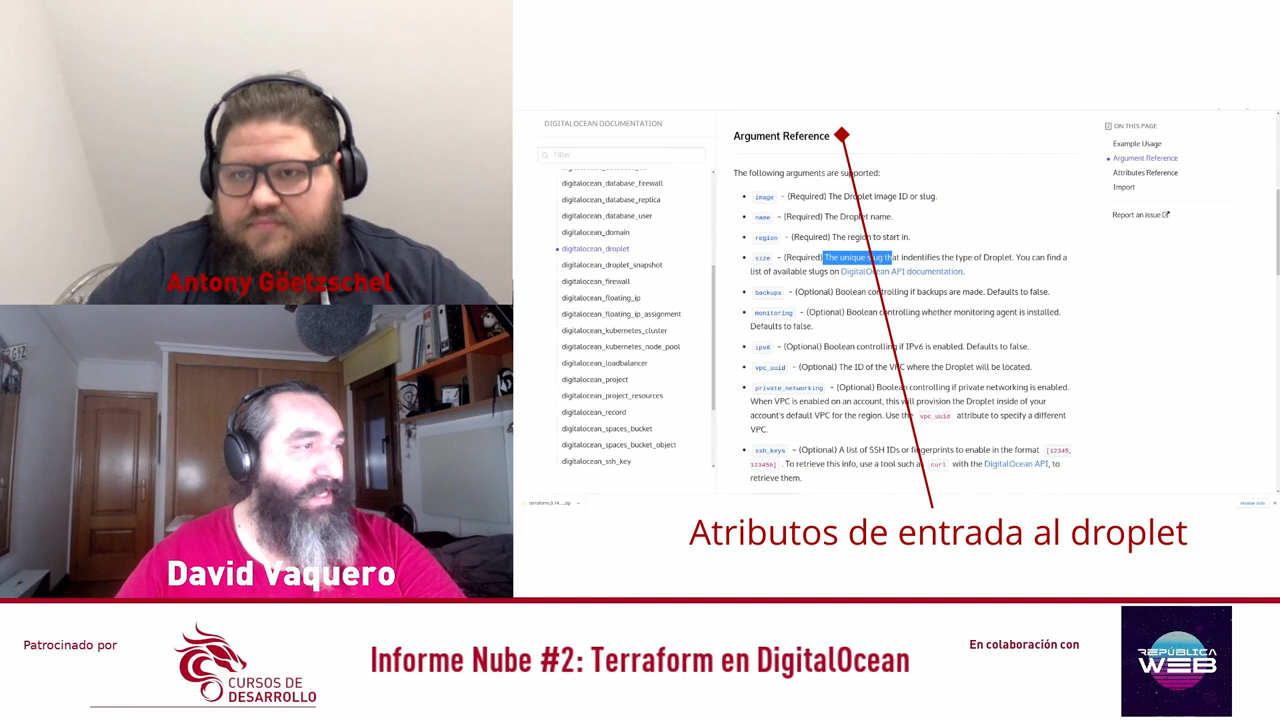 Antony Göetzschel
David Vaquero
DIGITALOCEAN DOCUMENTATION
Filter
digitalocean_database_firewall
digitalocean_database_replica
digitalocean_database_user
digitalocean_domain
digitalocean_droplet
digitalocean_droplet_snapshot
digitalocean_firewall
digitalocean_floating_ip
digitalocean_floating_ip_assignment
digitalocean_kubernetes_cluster
digitalocean_kubernetes_node_pool
digitalocean_loadbalancer
digitalocean_project
digitalocean_project_resources
digitalocean_record
digitalocean_spaces_bucket
digitalocean_spaces_bucket_object
digitalocean_ssh_key
Argument Reference
The following arguments are supported:
image - (Required) The Droplet image ID or slug.
name - (Required) The Droplet name.
region - (Required) The region to start in.
size - (Required) The unique slug that indentifies the type of Droplet. You can find a
list of available slugs on DigitalOcean API documentation.
backups - (Optional) Boolean controlling if backups are made. Defaults to false.
monitoring - (Optional) Boolean controlling whether monitoring agent is installed.
Defaults to false.
ipv6 - (Optional) Boolean controlling if IPv6 is enabled. Defaults to false.
vpc_uuid - (Optional) The ID of the VPC where the Droplet will be located.
private_networking - (Optional) Boolean controlling if private networking is enabled.
When VPC is enabled on an account, this will provision the Droplet inside of your
account's default VPC for the region. Use the vpc_uuid attribute to specify a different
VPC.
ssh_keys - (Optional) A list of SSH IDs or fingerprints to enable in the format [12345,
123456] . To retrieve this info, use a tool such as curl with the DigitalOcean API, to
retrieve them.
ON THIS PAGE
Example Usage
Argument Reference
Attributes Reference
Import
Report an issue
terraform_0.14....zip
Atributos de entrada al droplet
Patrocinado por
CURSOS DE
DESARROLLO
Informe Nube #2: Terraform en DigitalOcean
En colaboración con
REPÚBLICA
WEB